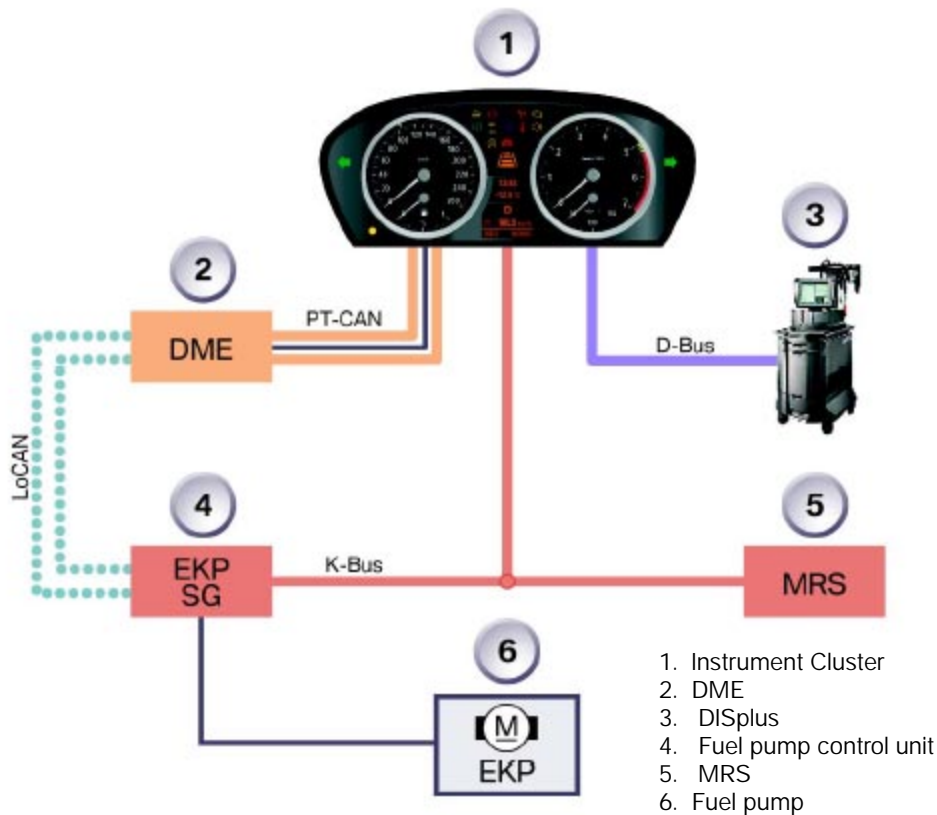 1
2
3
DME
PT-CAN
D-Bus
LoCAN
4
5
EKP
SG
K-Bus
MRS
6
M
EKP
1. Instrument Cluster
2. DME
3. DISplus
4. Fuel pump control unit
5. MRS
6. Fuel pump